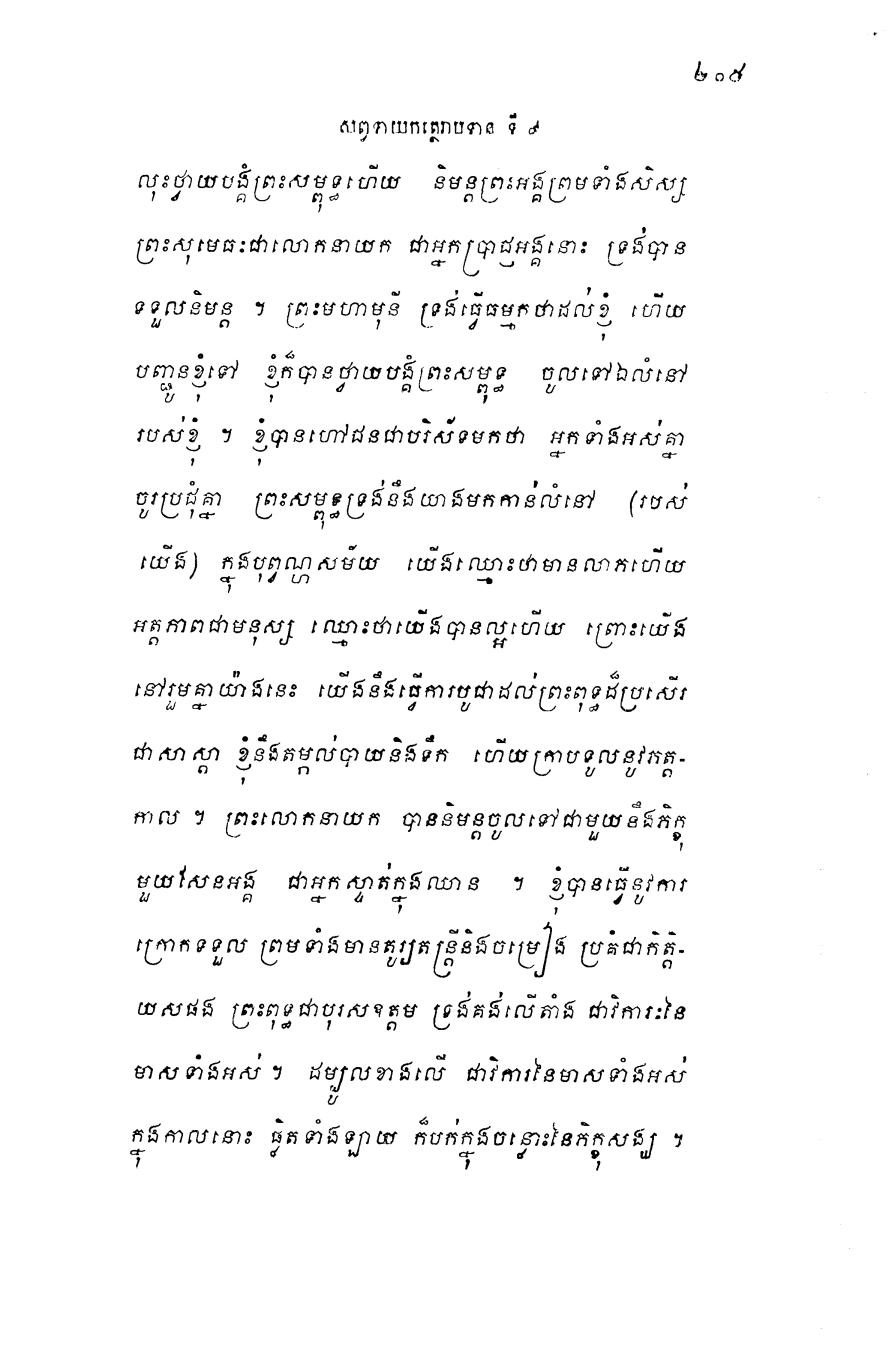 ២១៩
សព្វទាយកត្ថេរាបទាន ទី ៩
លុះថ្វាយបង្គំព្រះសម្ពុទ្ធហើយ និមន្តព្រះអង្គព្រមទាំងសិស្ស
ព្រះសុមេធៈជាលោកនាយក ជាអ្នកប្រាជ្ញអង្គនោះ ទ្រង់បាន
ទទួលនិមន្ត ។ ព្រះមហាមុនី ទ្រង់ធ្វើធម្មកថាដល់ខ្ញុំ ហើយ
បញ្ជូនខ្ញុំទៅ ខ្ញុំក៏បានថ្វាយបង្គំព្រះសម្ពុទ្ធ ចូលទៅឯលំនៅ
របស់ខ្ញុំ ។ ខ្ញុំបានហៅជនជាបរិស័ទមកថា អ្នកទាំងអស់គ្នា
ចូរប្រជុំគ្នា ព្រះសម្ពុទ្ធទ្រង់នឹងយាងមកកាន់លំនៅ (របស់
យើង) ក្នុងបុព្វណ្ហសម័យ យើងឈ្មោះថាមានលាភហើយ
អត្តភាពជាមនុស្ស ឈ្មោះថាយើងបានល្អហើយ ព្រោះយើង
នៅរួមគ្នាយ៉ាងនេះ យើងនឹងធ្វើការបូជាដល់ព្រះពុទ្ធដ៏ប្រសើរ
ជាសាស្តា ខ្ញុំនឹងតម្កល់បាយនិងទឹក ហើយក្រាបទូលនូវភត្ត-
កាល ។ ព្រះលោកនាយក បាននិមន្តចូលទៅជាមួយនឹងភិក្ខុ
មួយសែនអង្គ ជាអ្នកស្ទាត់ក្នុងឈាន ។ ខ្ញុំបានធ្វើនូវការ
ក្រោកទទួល ព្រមទាំងមានតូរ្យតន្ត្រីនិងចម្រៀង ប្រគំជាកិត្តិ-
យសផង ព្រះពុទ្ធជាបុរសឧត្តម ទ្រង់គង់លើតាំង ជាវិការៈនៃ
មាសទាំងអស់ ។ ដម្បូលខាងលើ ជាវិការនៃមាសទាំងអស់
ក្នុងកាលនោះ ផ្លិតទាំងឡាយ ក៏បក់ក្នុងចន្លោះនៃភិក្ខុសង្ឃ ។